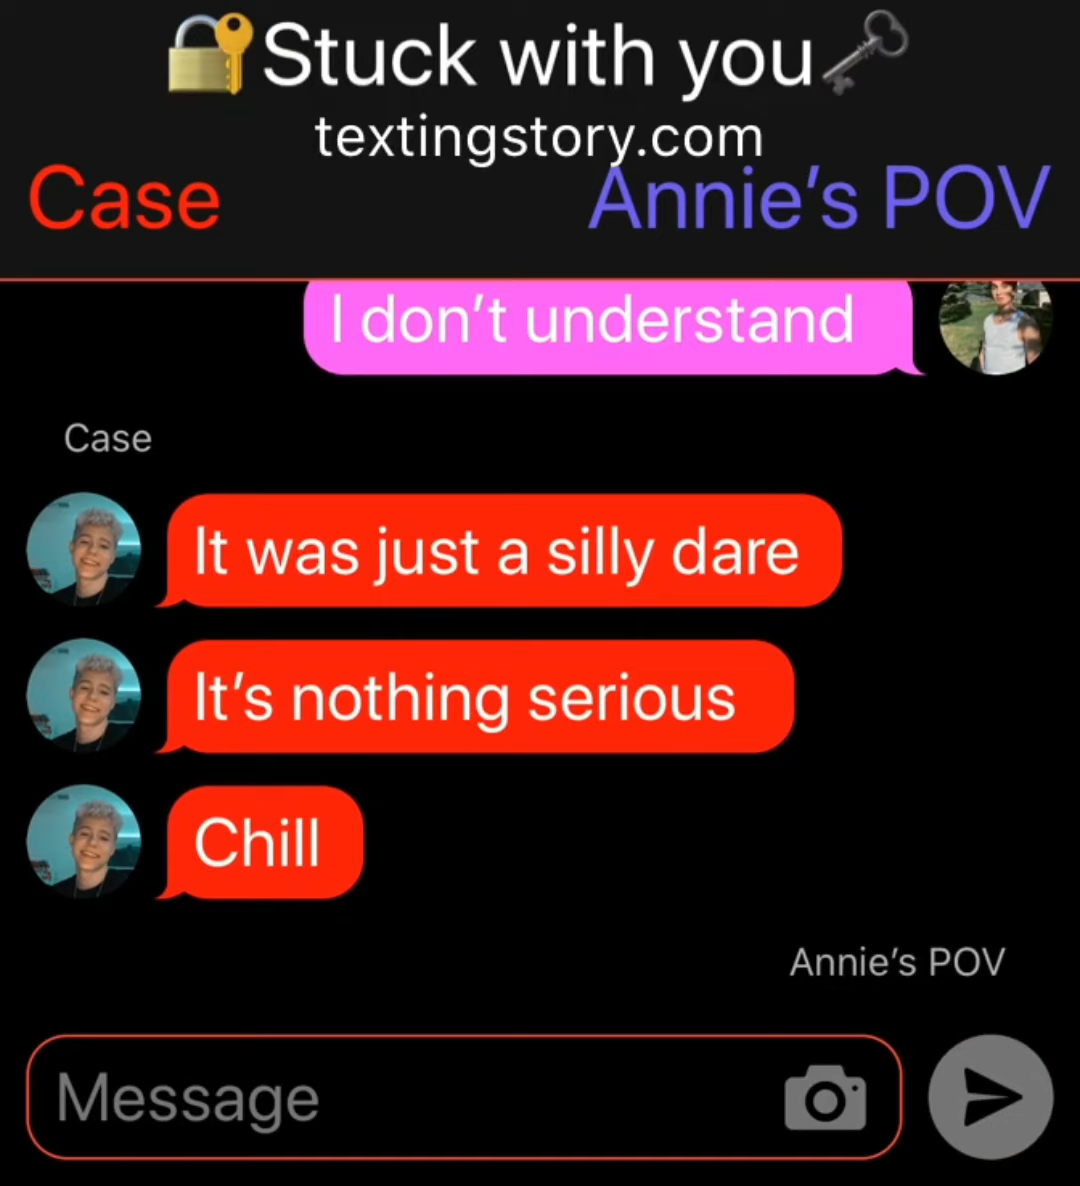 🔐Stuck with you🗝
textingstory.com
Case Annie’s POV
I don’t understand
Case
It was just a silly dare
It’s nothing serious
Chill
Annie’s POV
Message